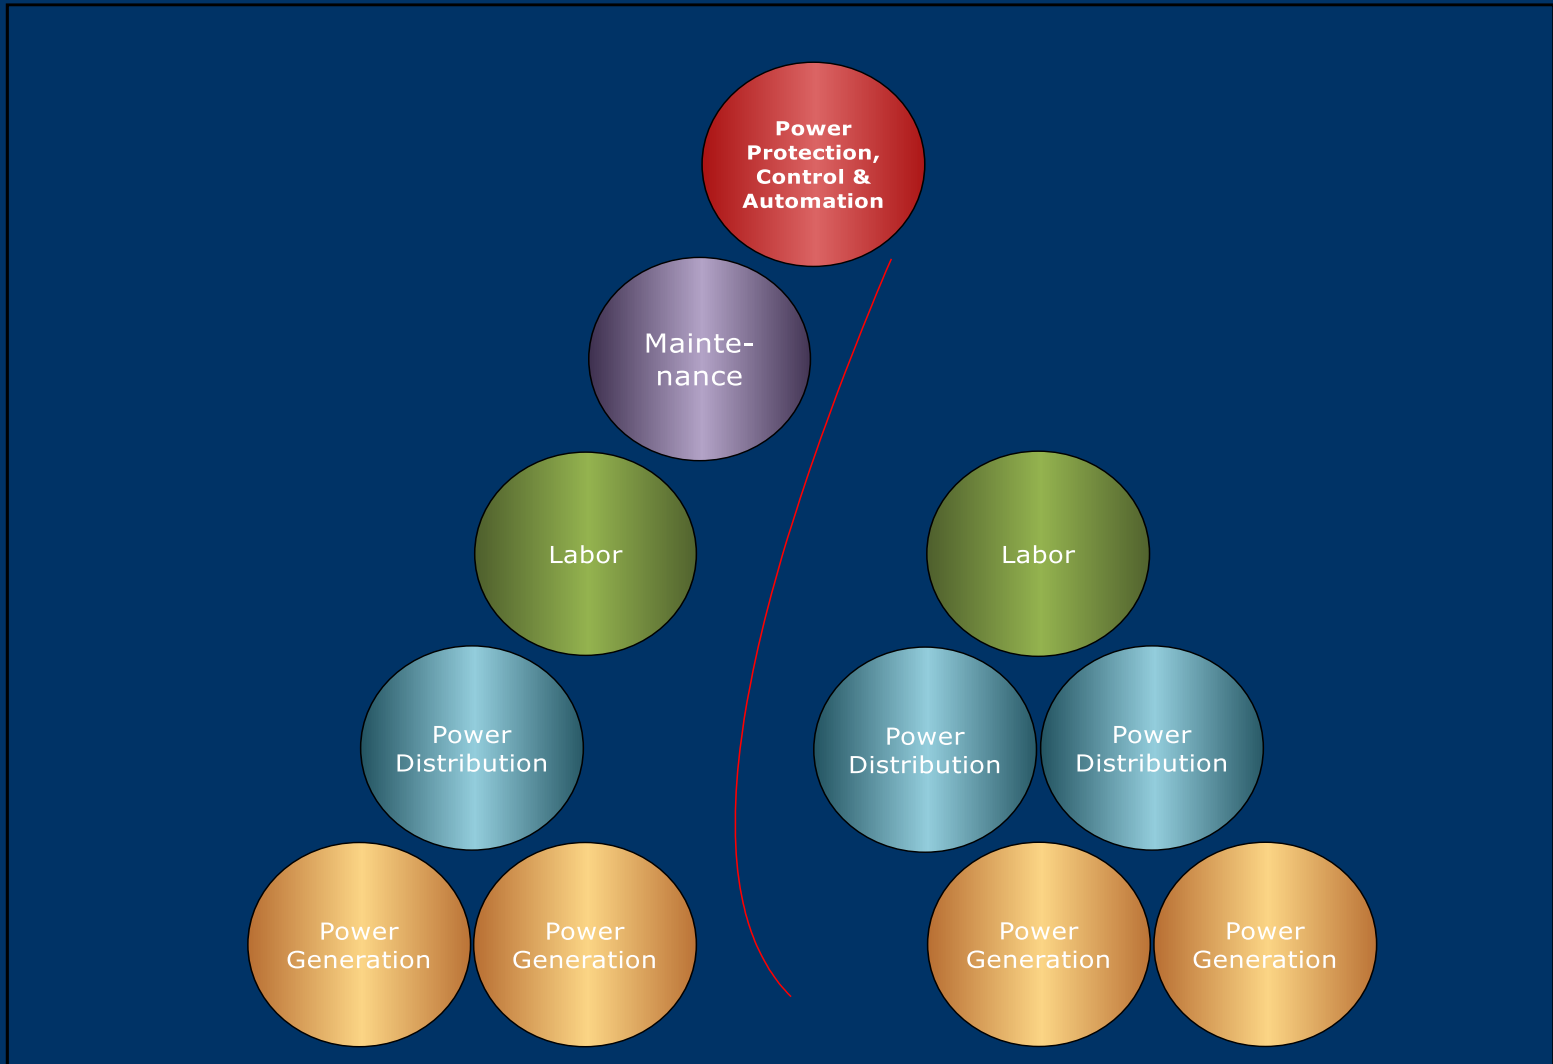 Power
Protection,
Control &
Automation
Mainte-
nance
Labor
Labor
Power
Distribution
Power
Distribution
Power
Distribution
Power
Generation
Power
Generation
Power
Generation
Power
Generation